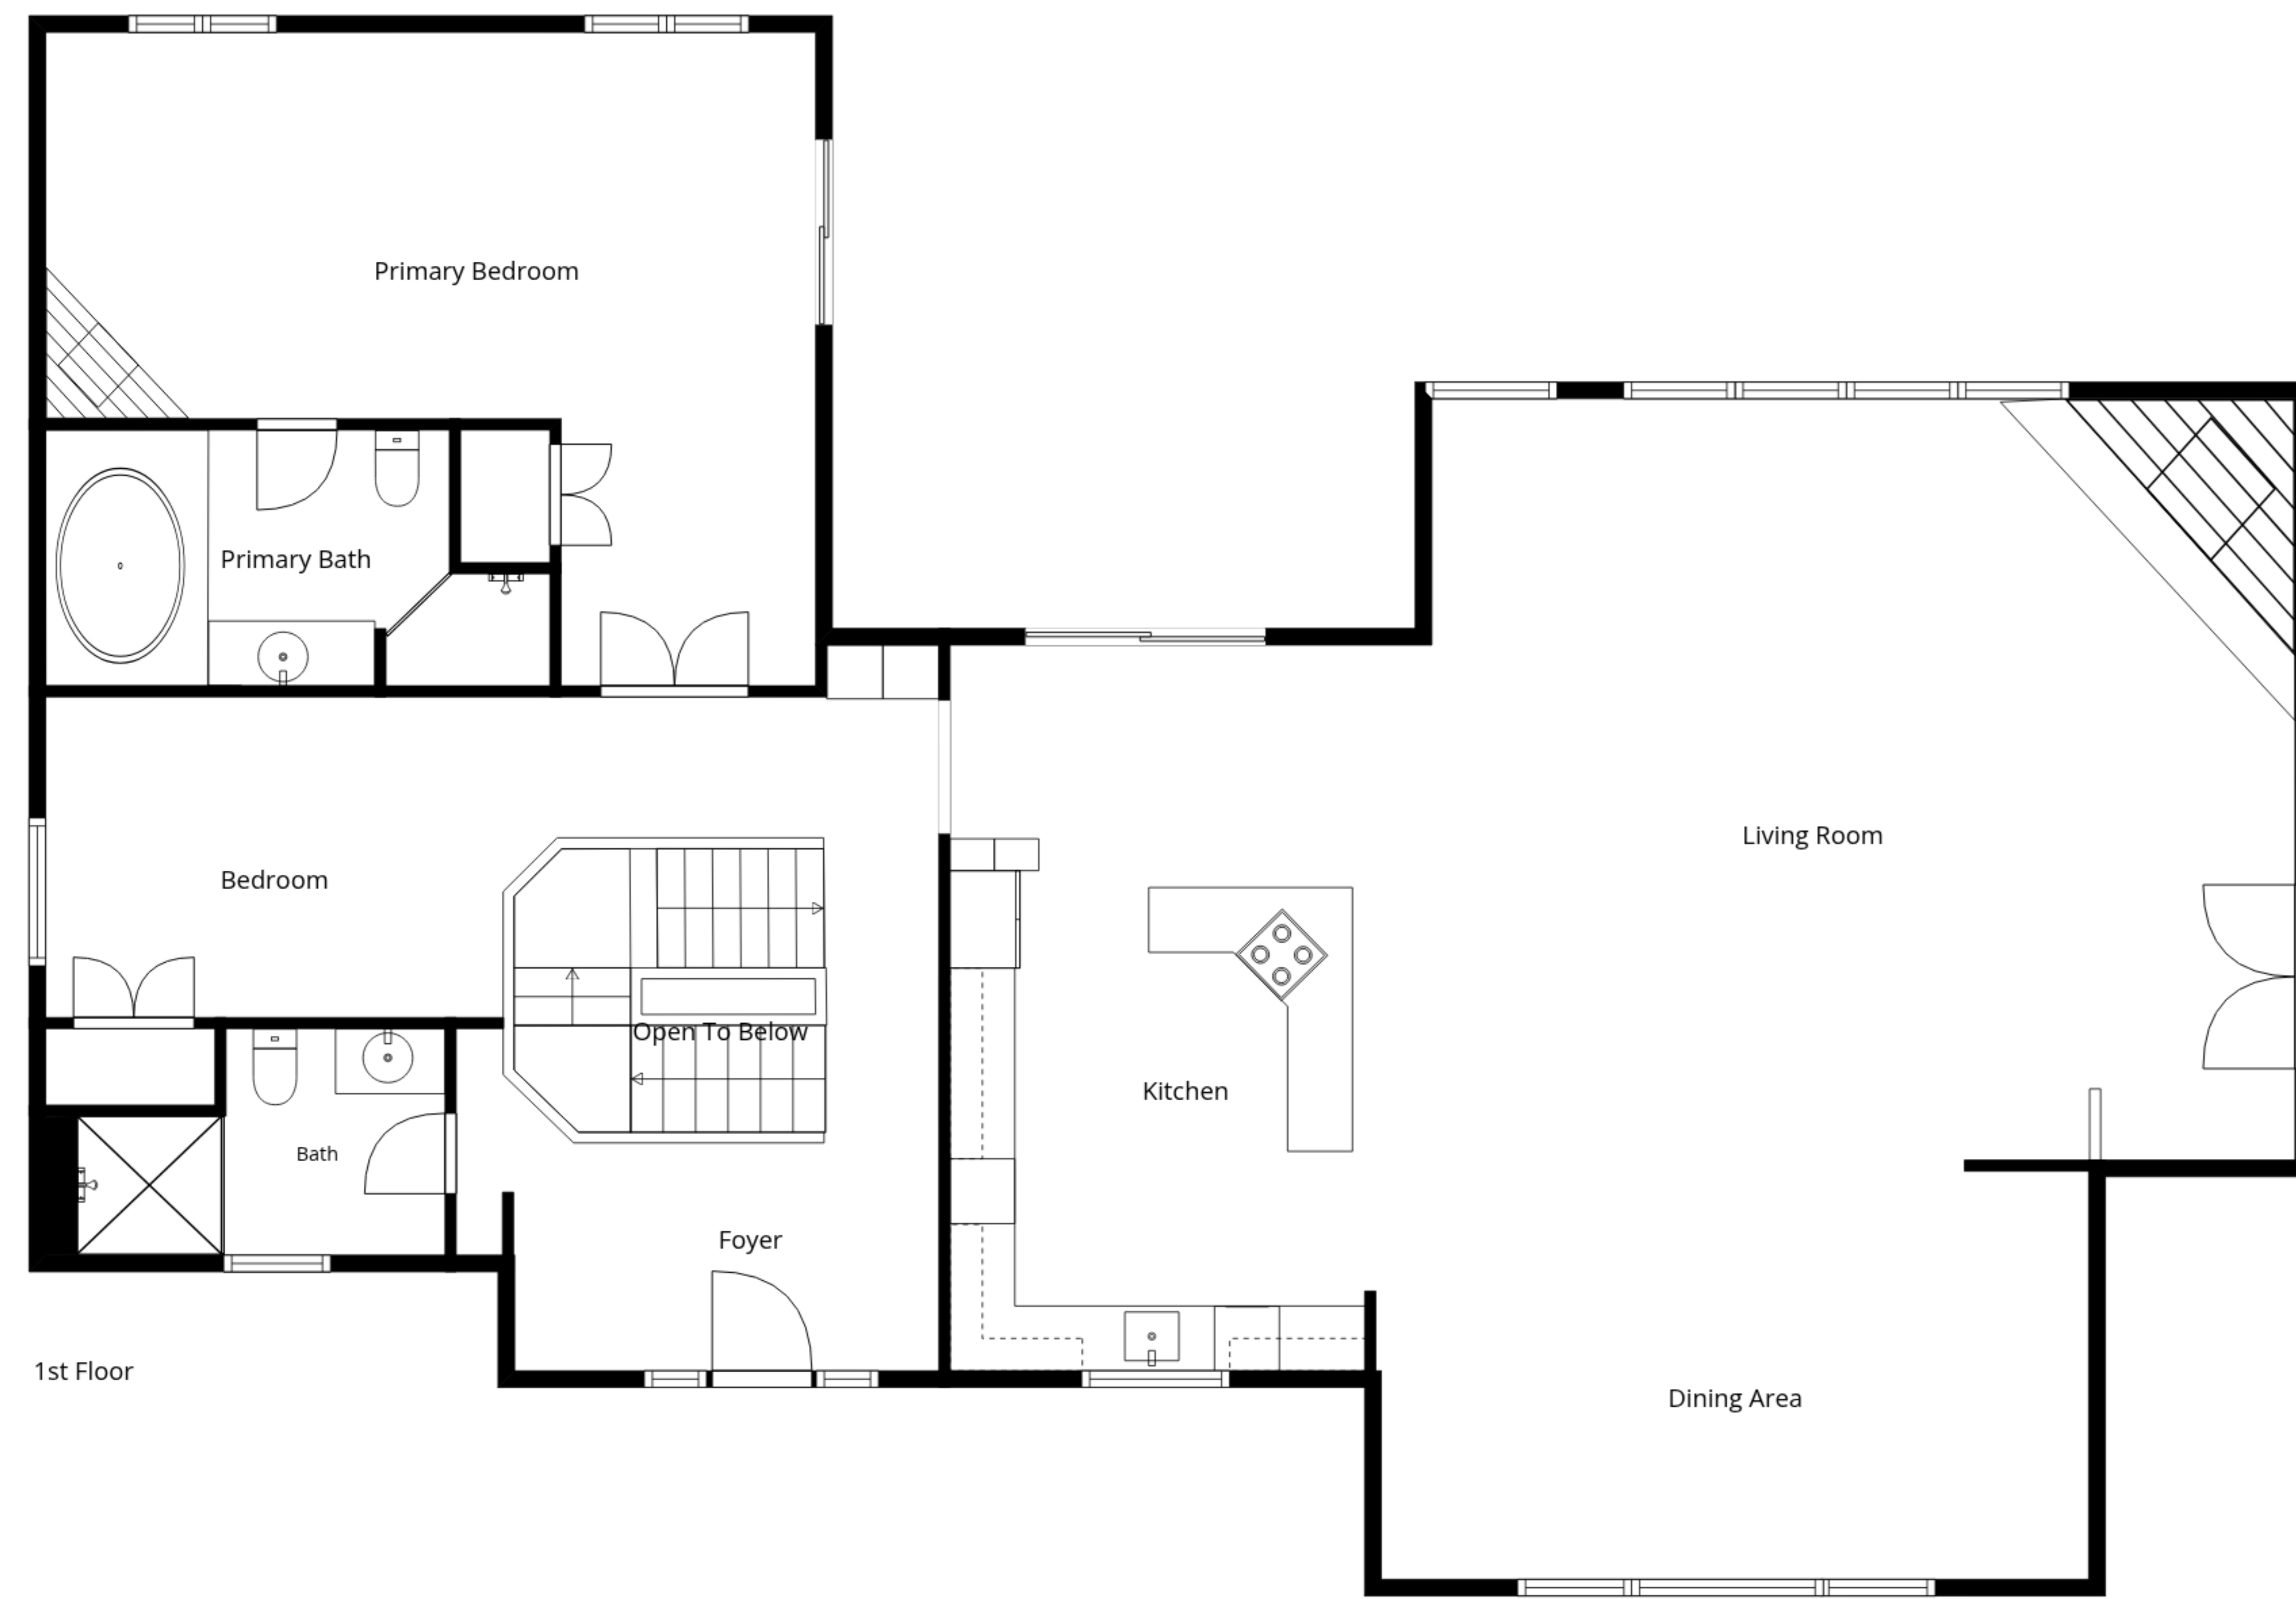 Primary Bedroom
Primary Bath
Living Room
Bedroom
Open To Below
Kitchen
Bath
Foyer
1st Floor
Dining Area